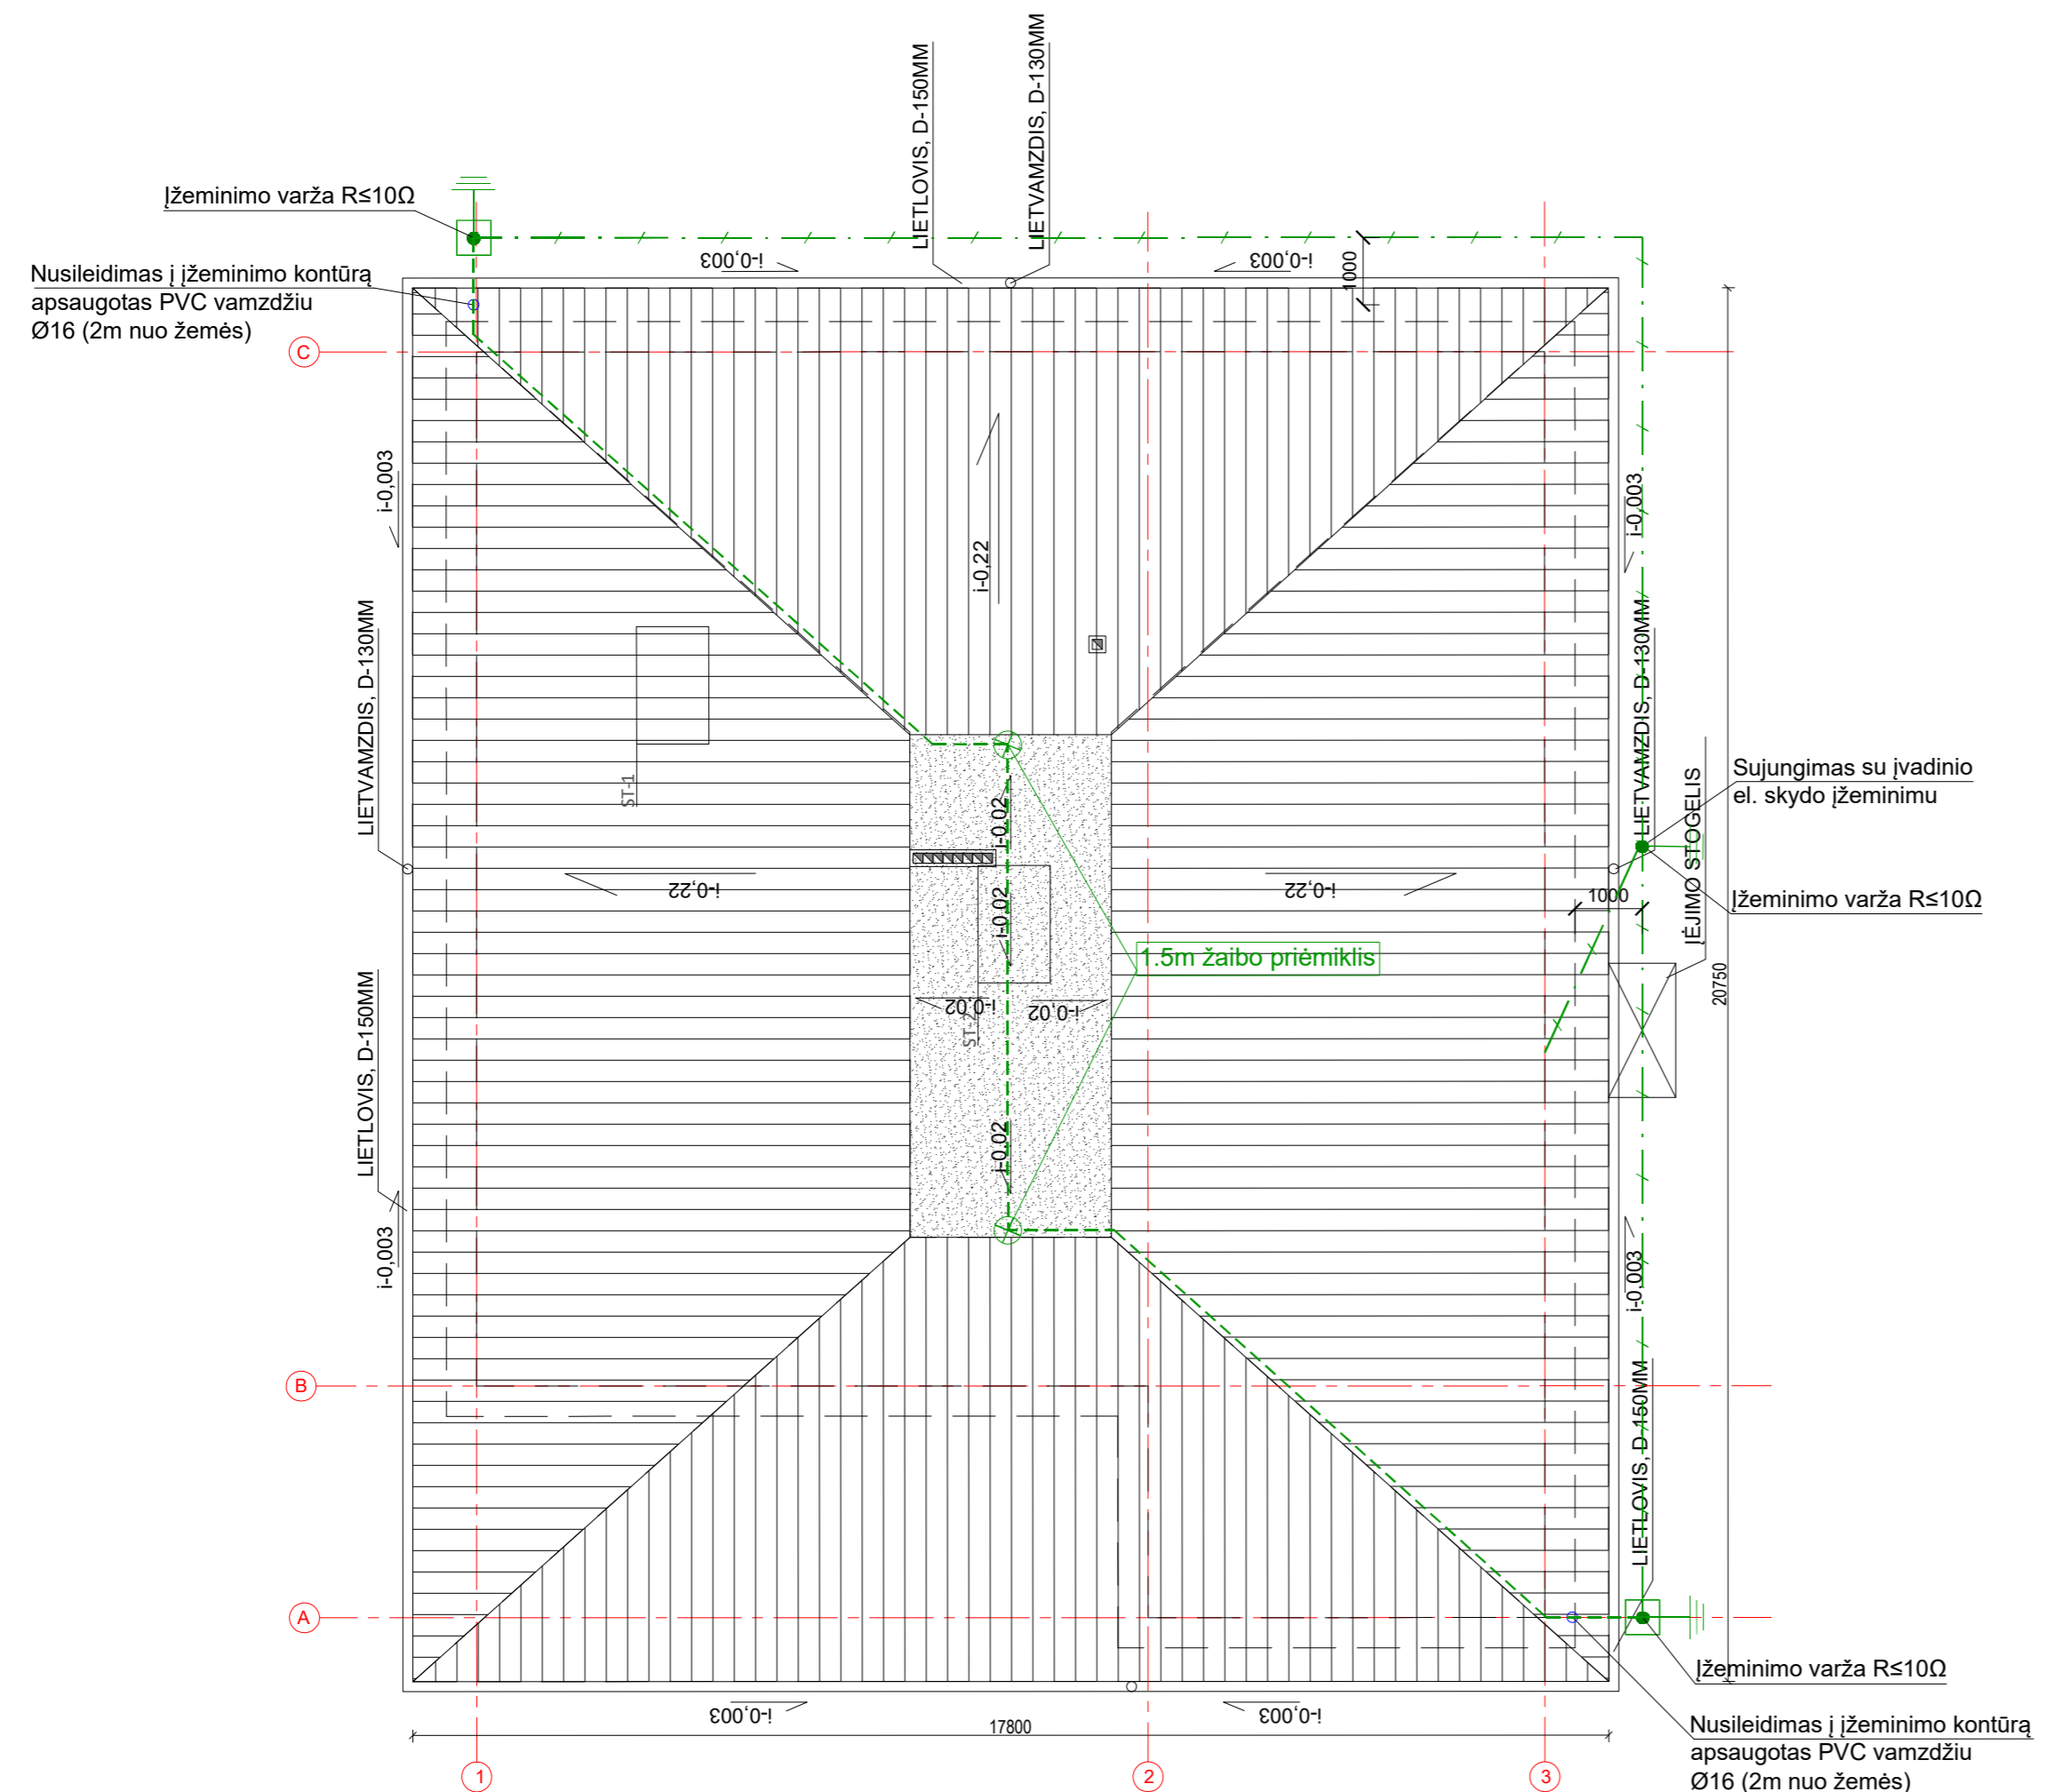 LIETLOVIS, D-150MM
LIETVAMZDIS, D-130MM
Įžeminimo varža R≤10Ω
Nusileidimas į įžeminimo kontūrą
apsaugotas PVC vamzdžiu
Ø16 (2m nuo žemės)
i-0,003
i-0,003
1000
C
i-0,003
i-0,003
i-0,22
LIETVAMZDIS, D-130MM
LIETVAMZDIS, D-130MM
ST-1
Sujungimas su įvadinio
el. skydo įžeminimu
ĮĖJIMO STOGELIS
i-0,02
i-0,22
i-0,02
i-0,22
1000
Įžeminimo varža R≤10Ω
1.5m žaibo priėmiklis
20750
i-0,02
i-0,02
ST-2
LIETLOVIS, D-150MM
i-0,02
i-0,003
i-0,003
B
LIETLOVIS, D-150MM
A
Įžeminimo varža R≤10Ω
i-0,003
17800
i-0,003
Nusileidimas į įžeminimo kontūrą
apsaugotas PVC vamzdžiu
Ø16 (2m nuo žemės)
1
2
3